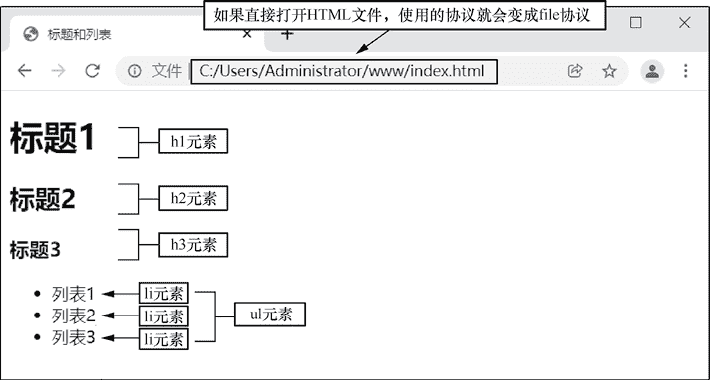 如果直接打开HTML文件，使用的协议就会变成file协议
标题和列表
文件 C:/Users/Administrator/www/index.html
标题1 h1元素
标题2 h2元素
标题3 h3元素
• 列表1 li元素
• 列表2 li元素 ul元素
• 列表3 li元素